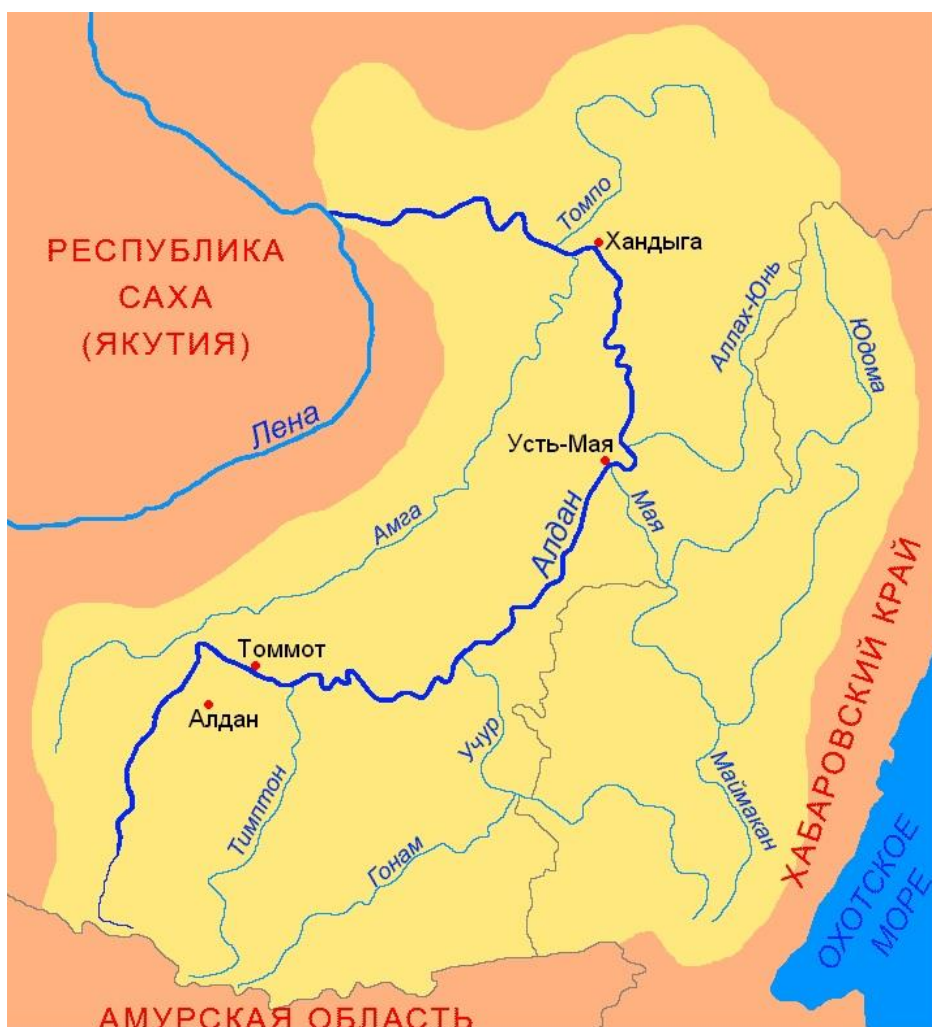 Томпо
Хандыга
РЕСПУБЛИКА
САХА
(ЯКУТИЯ)
Аллах-Юнь
Юдома
Лена
Усть-Мая
Мая
Амга
Алдан
Томмот
Алдан
Учур
Тимптон
Гонам
Маймакан
ХАБАРОВСКИЙ КРАЙ
ОХОТСКОЕ
МОРЕ
АМУРСКАЯ ОБЛАСТЬ